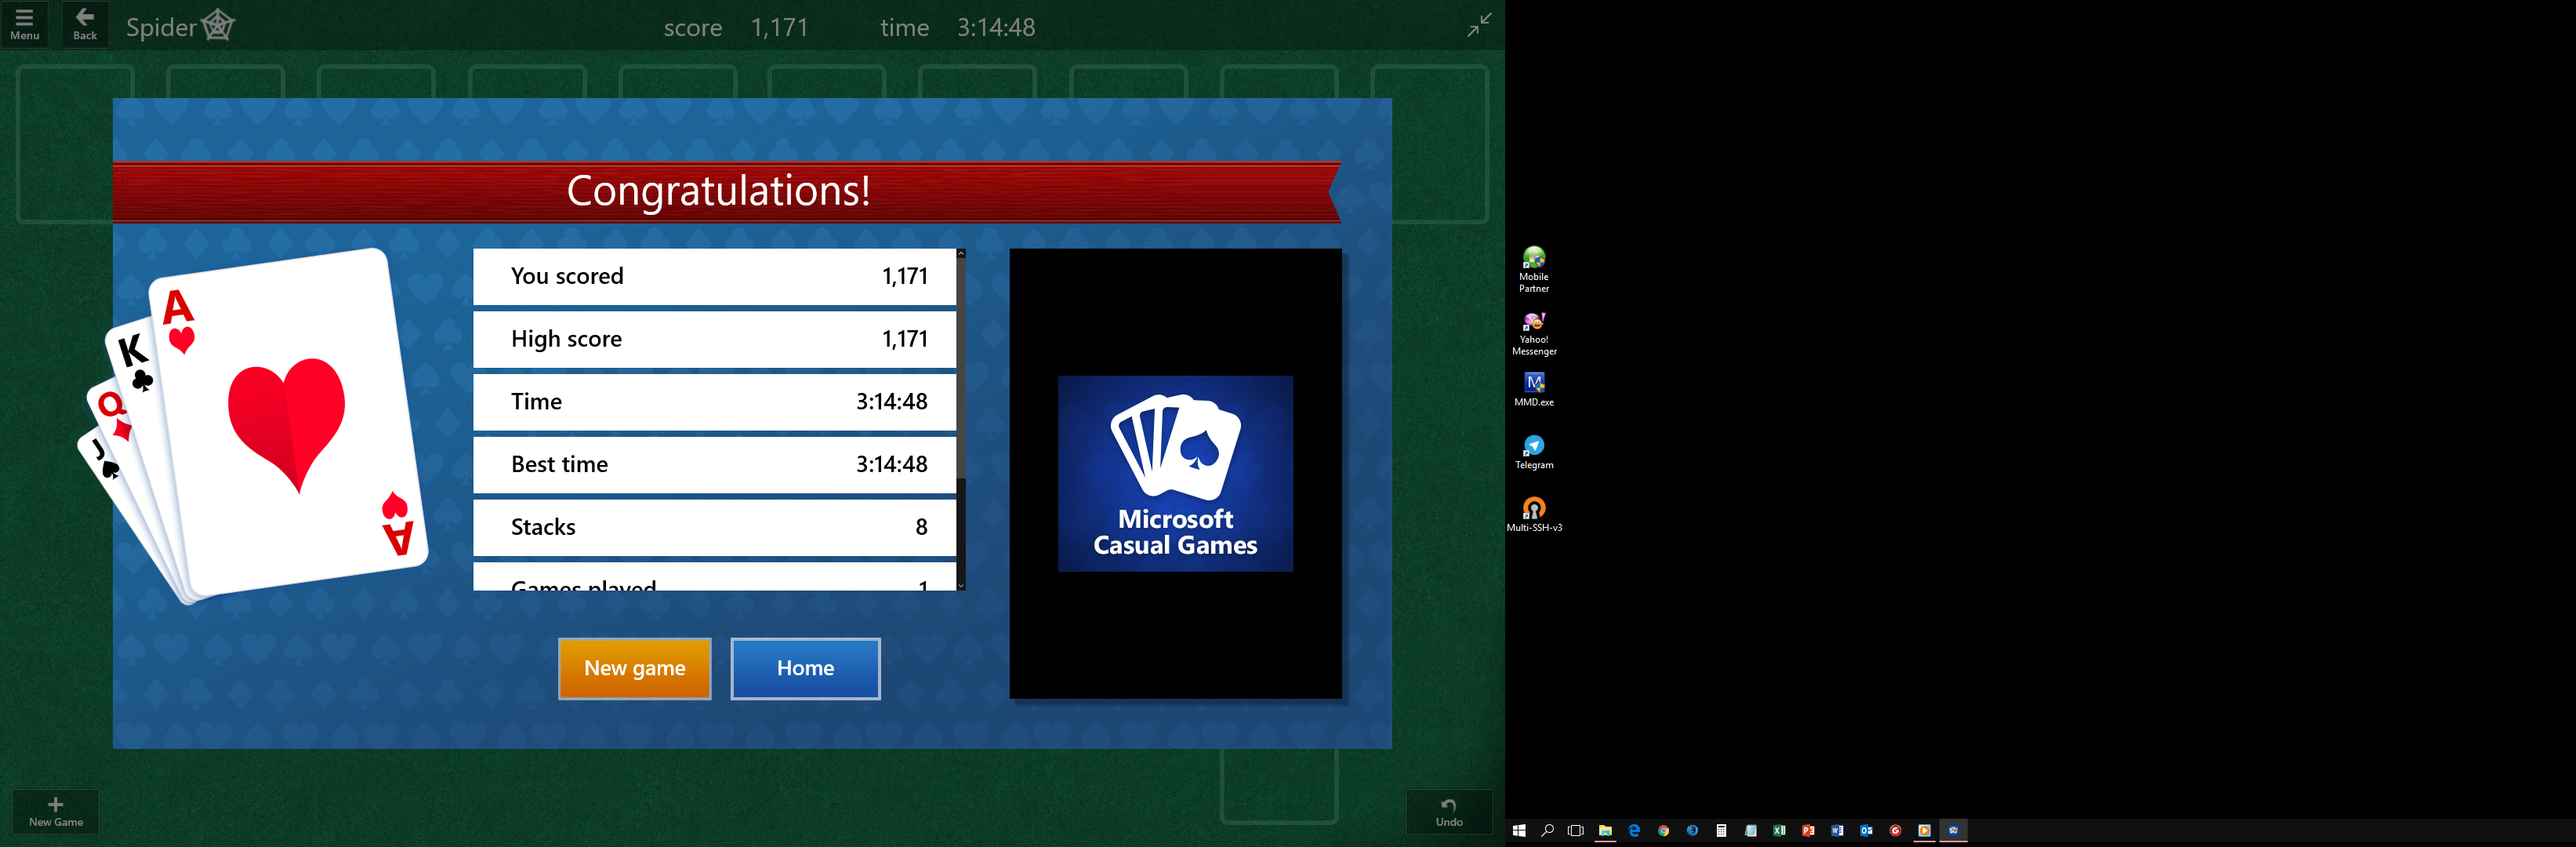 Menu
Back
Spider
score 1,171
time 3:14:48
Congratulations!
A
K
Q
J
A
You scored 1,171
High score 1,171
Time 3:14:48
Best time 3:14:48
Stacks 8
Games played 1
Microsoft
Casual Games
New game
Home
New Game
Undo
Mobile
Partner
Yahoo!
Messenger
M
MMD.exe
Telegram
Multi-SSH-v3